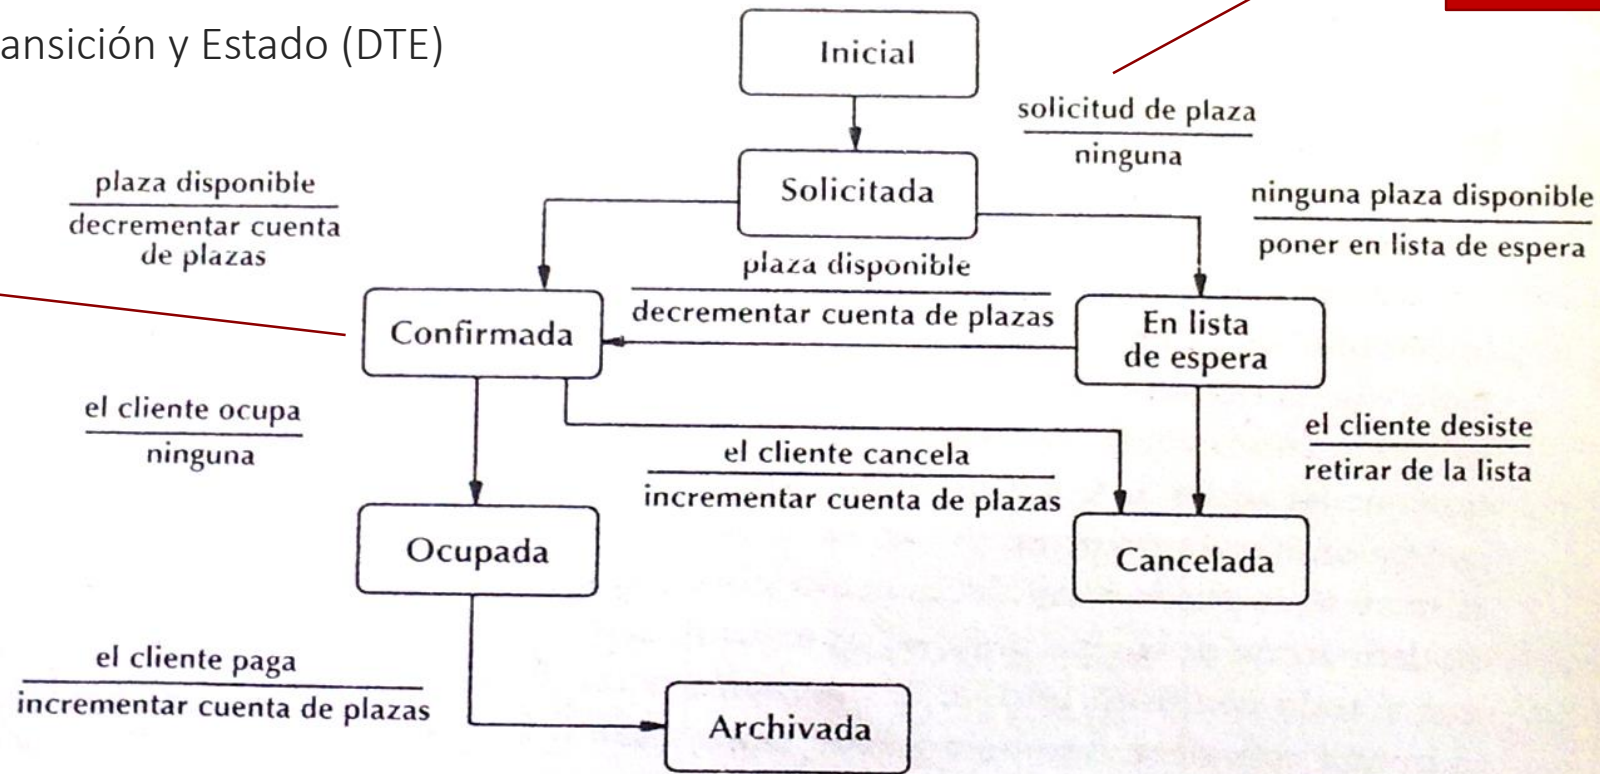 ansición y Estado (DTE)
Inicial
solicitud de plaza
ninguna
Solicitada
plaza disponible
decrementar cuenta
de plazas
ninguna plaza disponible
poner en lista de espera
plaza disponible
decrementar cuenta de plazas
Confirmada
En lista
de espera
el cliente ocupa
ninguna
el cliente cancela
incrementar cuenta de plazas
el cliente desiste
retirar de la lista
Ocupada
Cancelada
el cliente paga
incrementar cuenta de plazas
Archivada